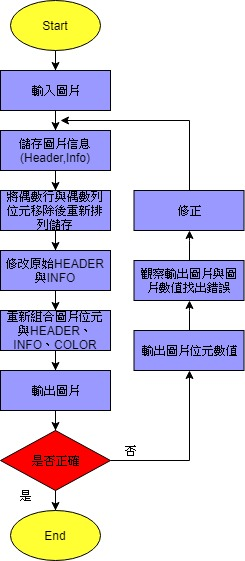 Start
輸入圖片
儲存圖片信息
(Header,Info)
將偶數行與偶數列
位元移除後重新排
列儲存
修改原始HEADER
與INFO
重新組合圖片位元
與HEADER、
INFO、COLOR
輸出圖片
是否正確
是
否
End
輸出圖片位元數值
觀察輸出圖片與圖
片數值找出錯誤
修正